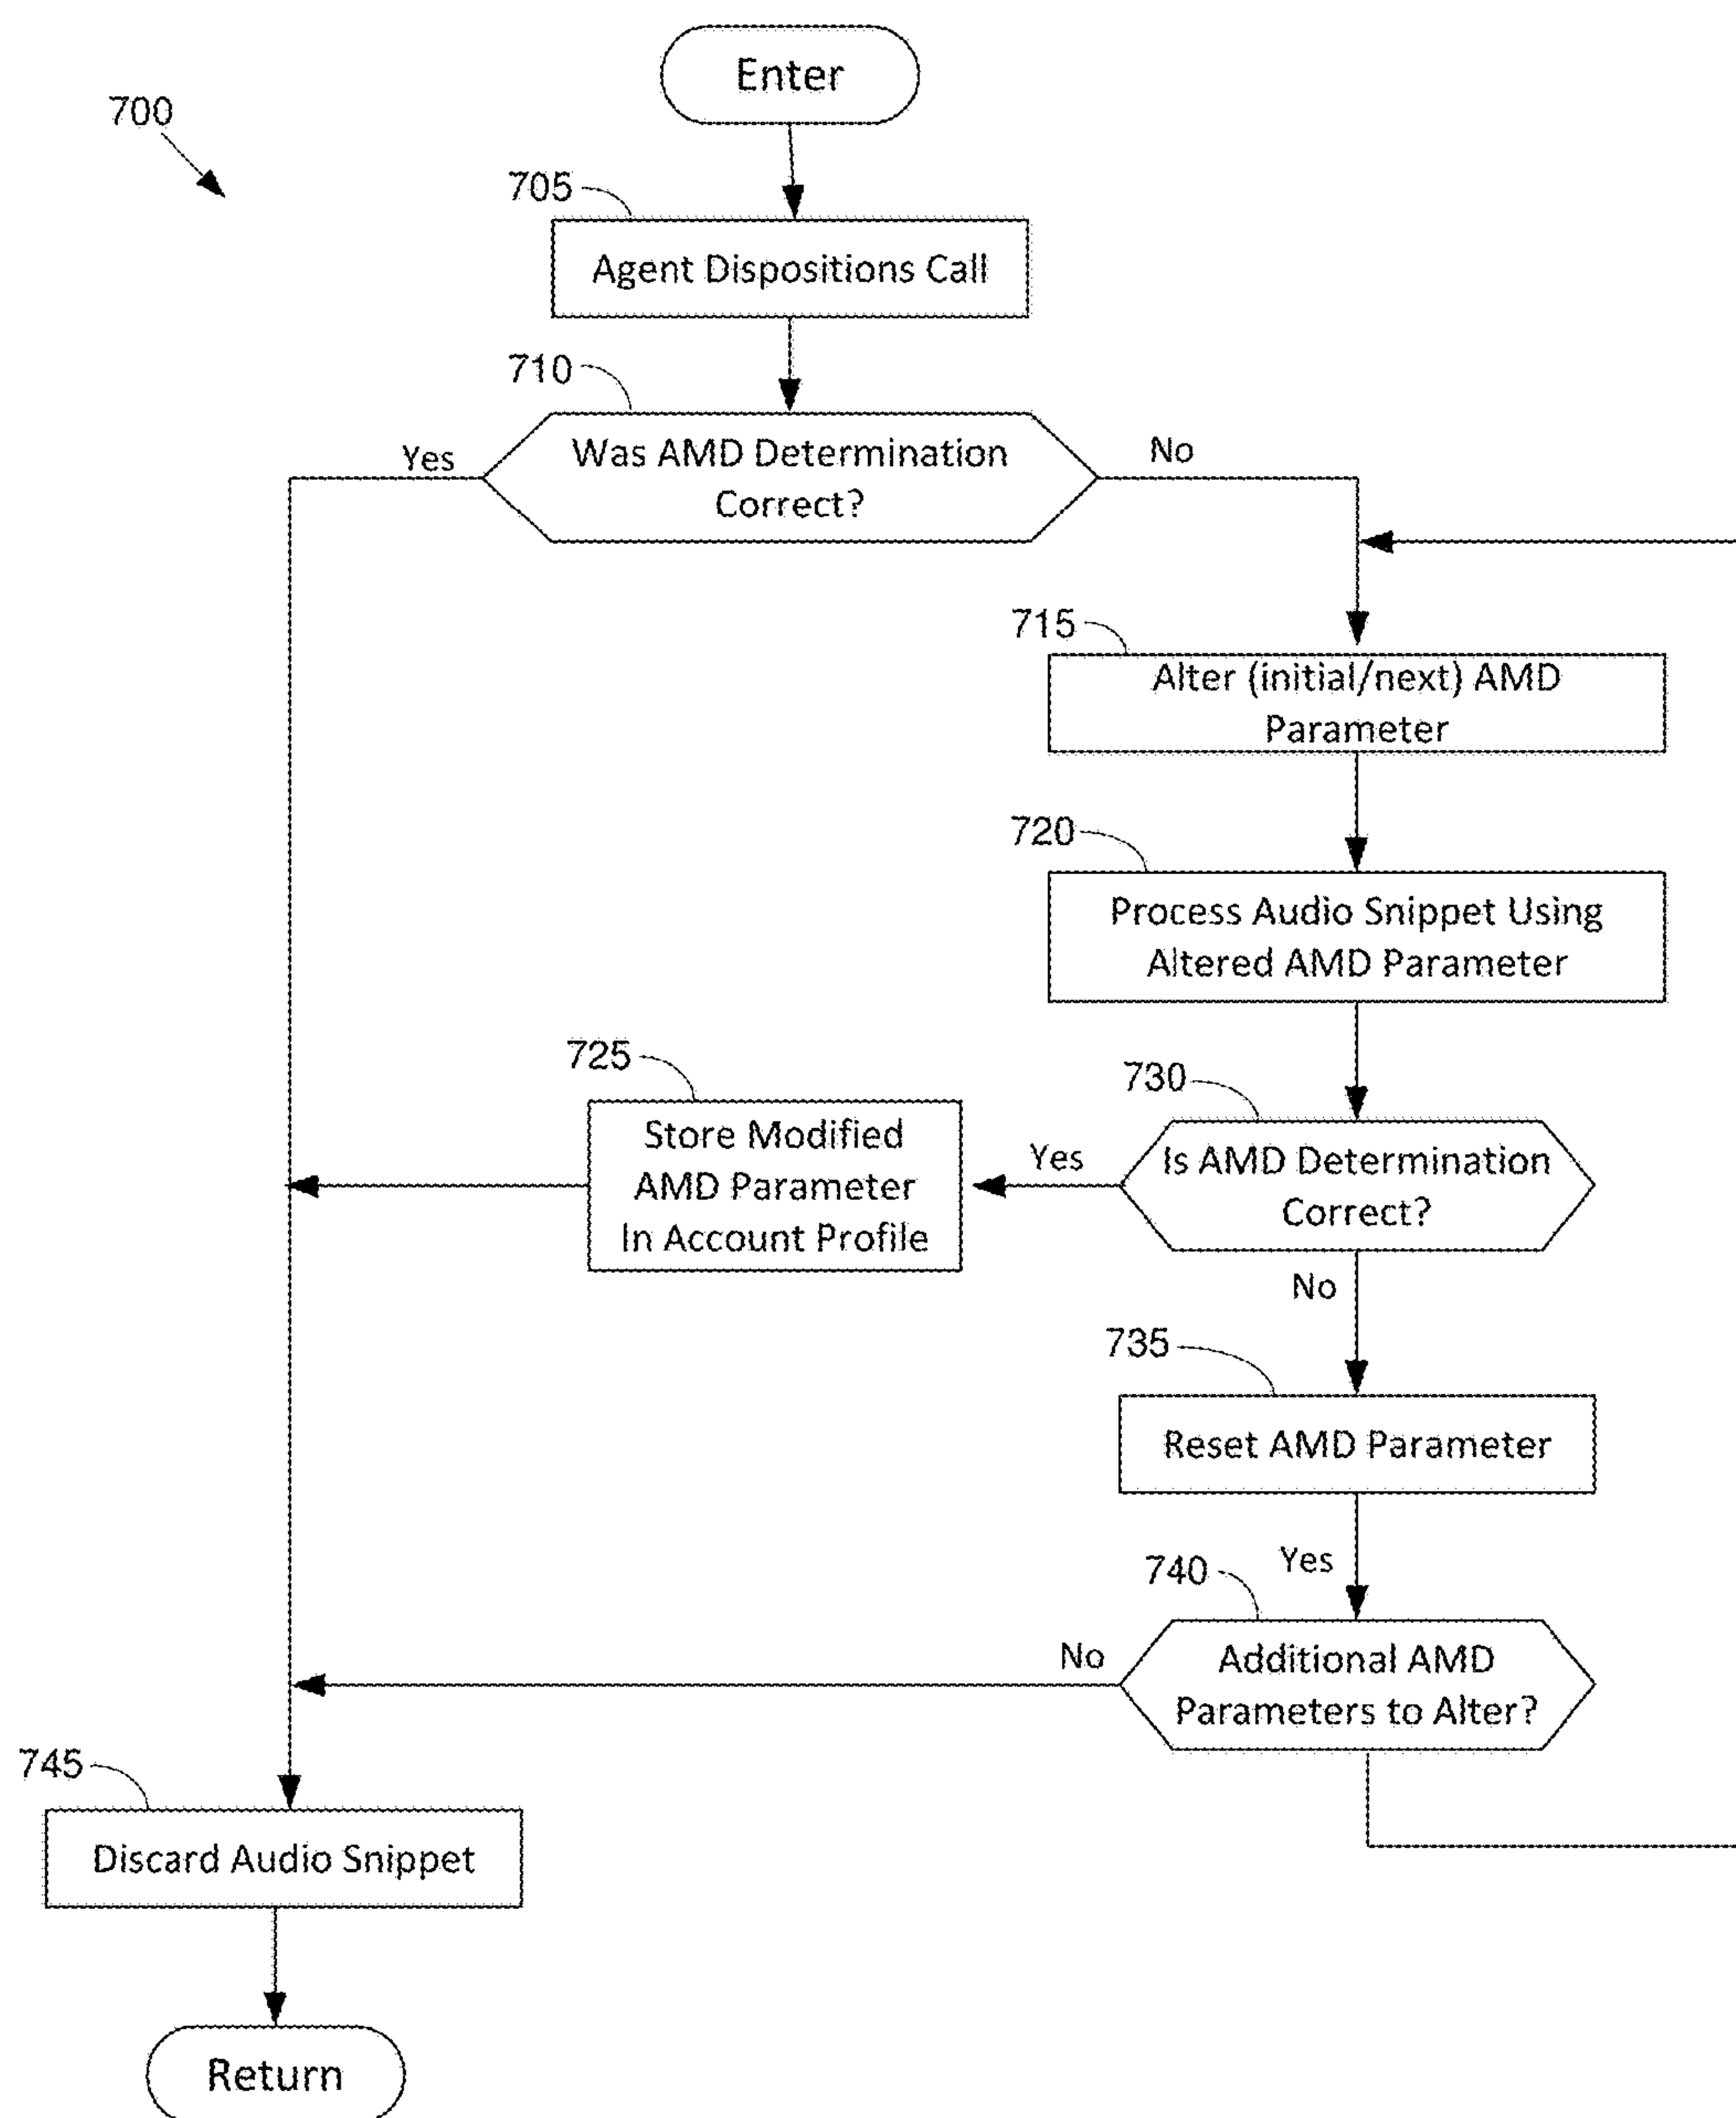 Enter
700
705
Agent Dispositions Call
710
Was AMD Determination
Correct?
Yes
No
715
Alter (initial/next) AMD
Parameter
720
Process Audio Snippet Using
Altered AMD Parameter
725
Store Modified
AMD Parameter
In Account Profile
730
Yes
Is AMD Determination
Correct?
No
735
Reset AMD Parameter
Yes
740
No
Additional AMD
Parameters to Alter?
745
Discard Audio Snippet
Return